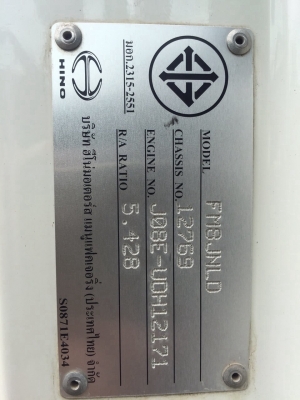 HINO
มอก.2315-2551
MODEL FM8JNLD
CHASSIS NO. 12769
ENGINE NO. J08E-UOH12171
R/A RATIO 5.428
บริษัท ฮีโน่มอเตอร์ส แมนูแฟคเจอริ่ง (ประเทศไทย) จำกัด
S0871E4034